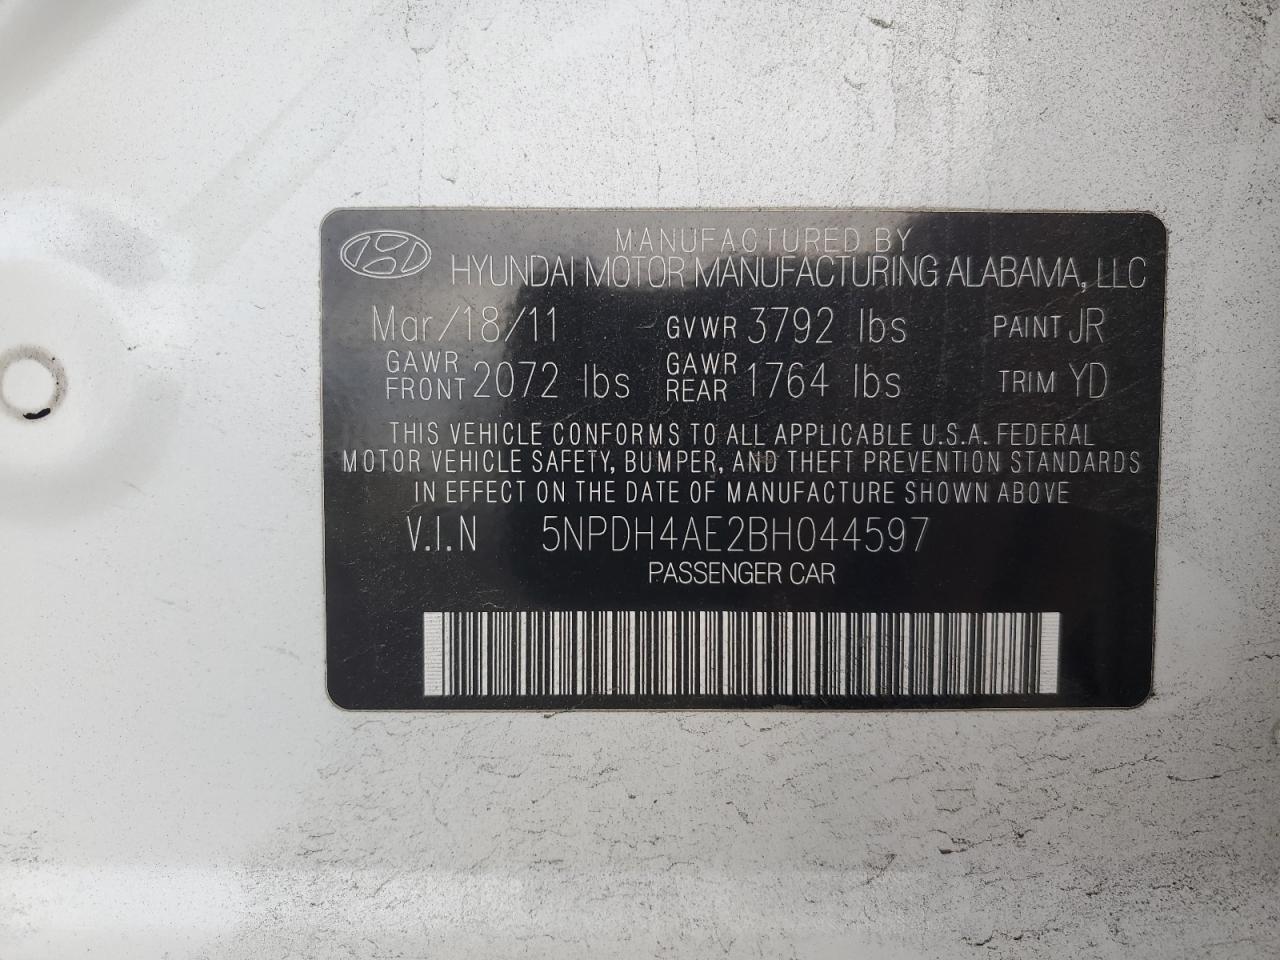 MANUFACTURED BY
HYUNDAI MOTOR MANUFACTURING ALABAMA, LLC
Mar/18/11 GVWR 3792 lbs PAINT JR
GAWR FRONT 2072 lbs GAWR REAR 1764 lbs TRIM YD
THIS VEHICLE CONFORMS TO ALL APPLICABLE U.S.A. FEDERAL
MOTOR VEHICLE SAFETY, BUMPER, AND THEFT PREVENTION STANDARDS
IN EFFECT ON THE DATE OF MANUFACTURE SHOWN ABOVE
V.I.N 5NPDH4AE2BH044597
PASSENGER CAR